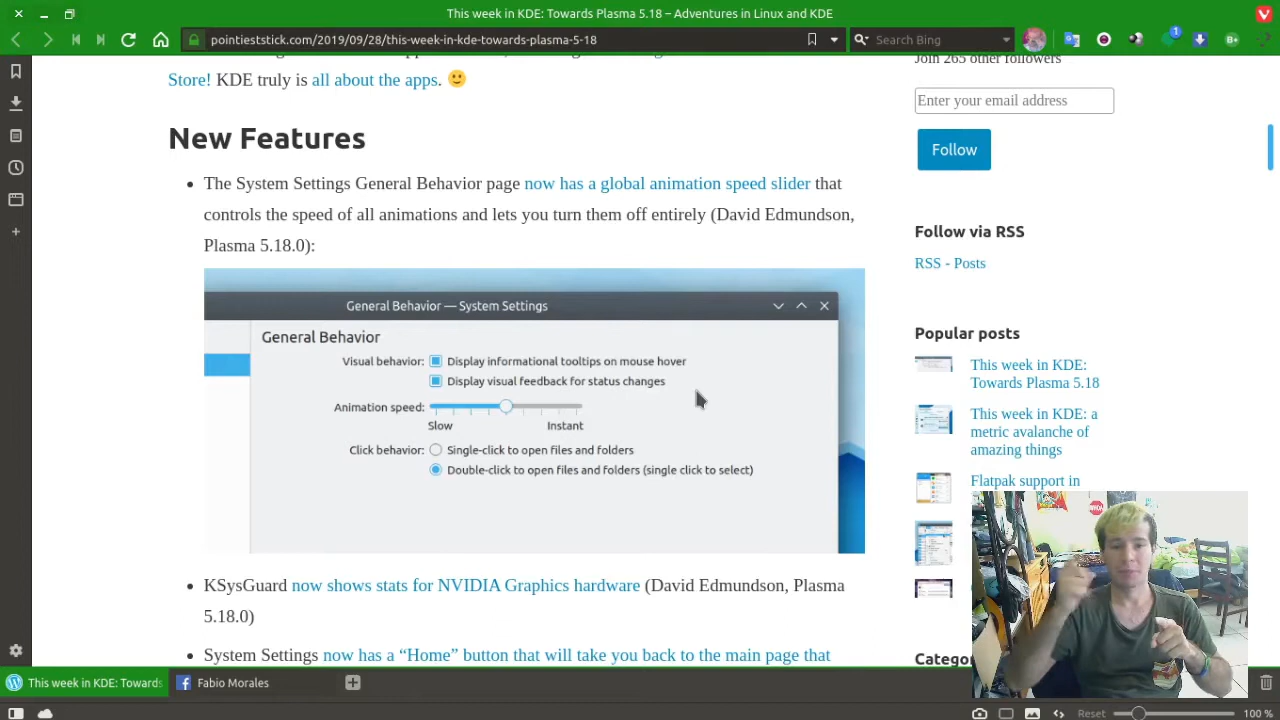 This week in KDE: Towards Plasma 5.18 – Adventures in Linux and KDE
pointieststick.com/2019/09/28/this-week-in-kde-towards-plasma-5-18
Search Bing
Store! KDE truly is all about the apps.
New Features
The System Settings General Behavior page now has a global animation speed slider that
controls the speed of all animations and lets you turn them off entirely (David Edmundson,
Plasma 5.18.0):
General Behavior — System Settings
General Behavior
Visual behavior: Display informational tooltips on mouse hover
Display visual feedback for status changes
Animation speed:
Slow Instant
Click behavior: Single-click to open files and folders
Double-click to open files and folders (single click to select)
KSysGuard now shows stats for NVIDIA Graphics hardware (David Edmundson, Plasma
5.18.0)
System Settings now has a “Home” button that will take you back to the main page that
Join 265 other followers
Enter your email address
Follow
Follow via RSS
RSS - Posts
Popular posts
This week in KDE:
Towards Plasma 5.18
This week in KDE: a
metric avalanche of
amazing things
Flatpak support in
Categor
This week in KDE: Towards
Fabio Morales
Reset 100 %